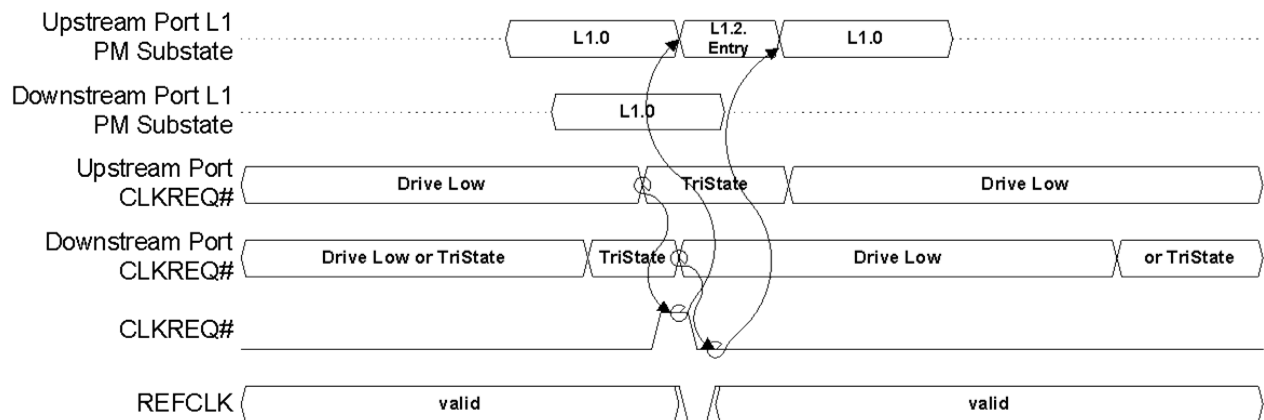 Upstream Port L1
PM Substate
L1.0
L1.2.
Entry
L1.0
Downstream Port L1
PM Substate
L1.0
Upstream Port
CLKREQ#
Drive Low
TriState
Drive Low
Downstream Port
CLKREQ#
Drive Low or TriState
TriState
Drive Low
or TriState
CLKREQ#
REFCLK
valid
valid